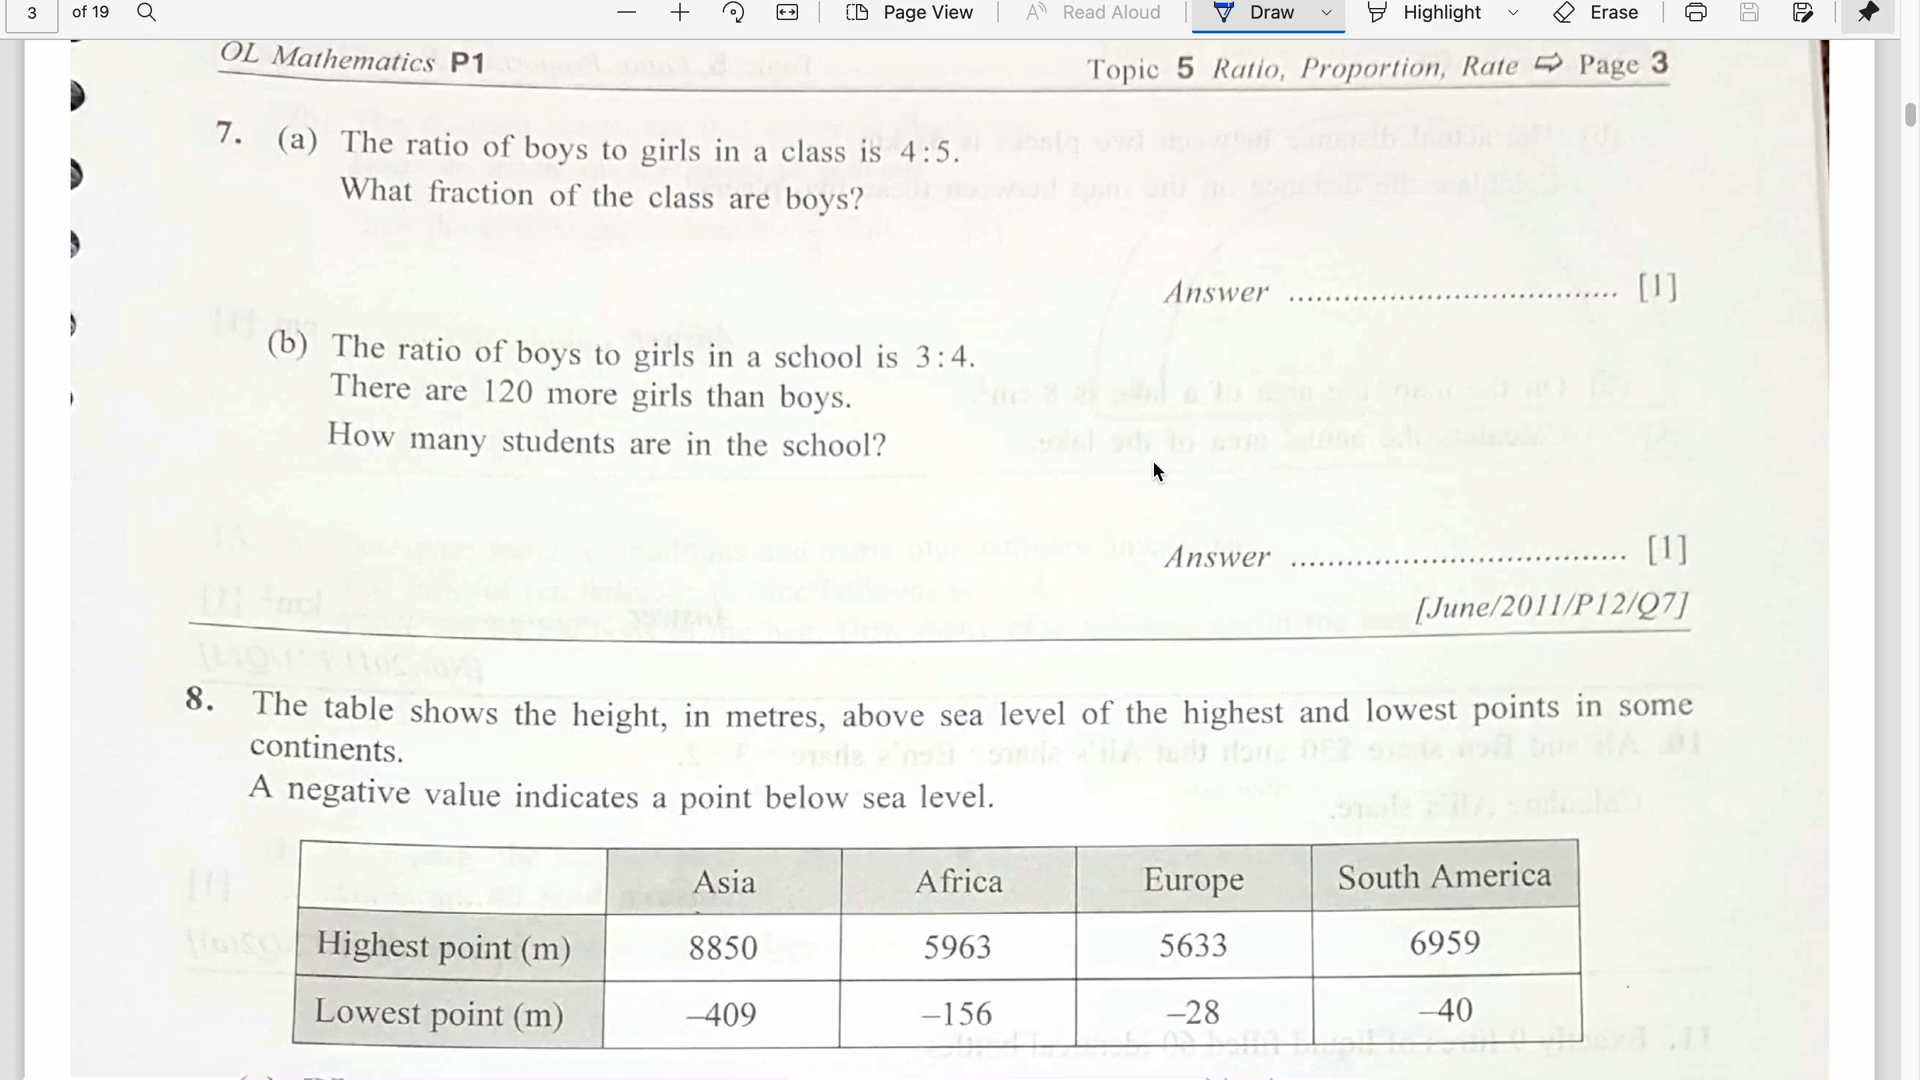 3 of 19 Page View Read Aloud Draw Highlight Erase
OL Mathematics P1 Topic 5 Ratio, Proportion, Rate ⇨ Page 3
7. (a) The ratio of boys to girls in a class is 4:5.
What fraction of the class are boys?
Answer .................................... [1]
(b) The ratio of boys to girls in a school is 3:4.
There are 120 more girls than boys.
How many students are in the school?
Answer .................................... [1]
[June/2011/P12/Q7]
8. The table shows the height, in metres, above sea level of the highest and lowest points in some
continents.
A negative value indicates a point below sea level.
Asia Africa Europe South America
Highest point (m) 8850 5963 5633 6959
Lowest point (m) –409 –156 –28 –40